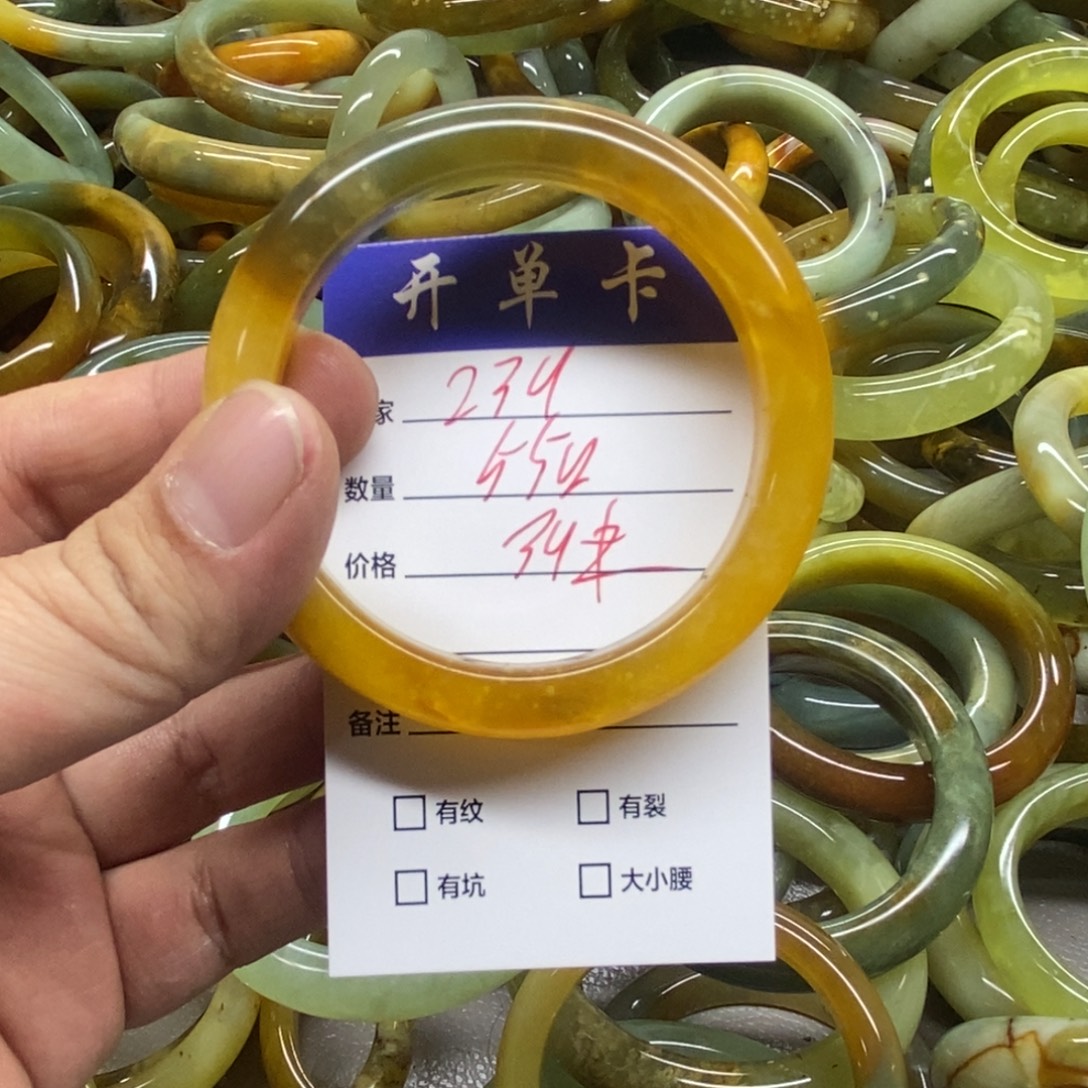 开单卡
家 234
数量 554
价格 34
备注
有纹 有裂
有坑 大小腰